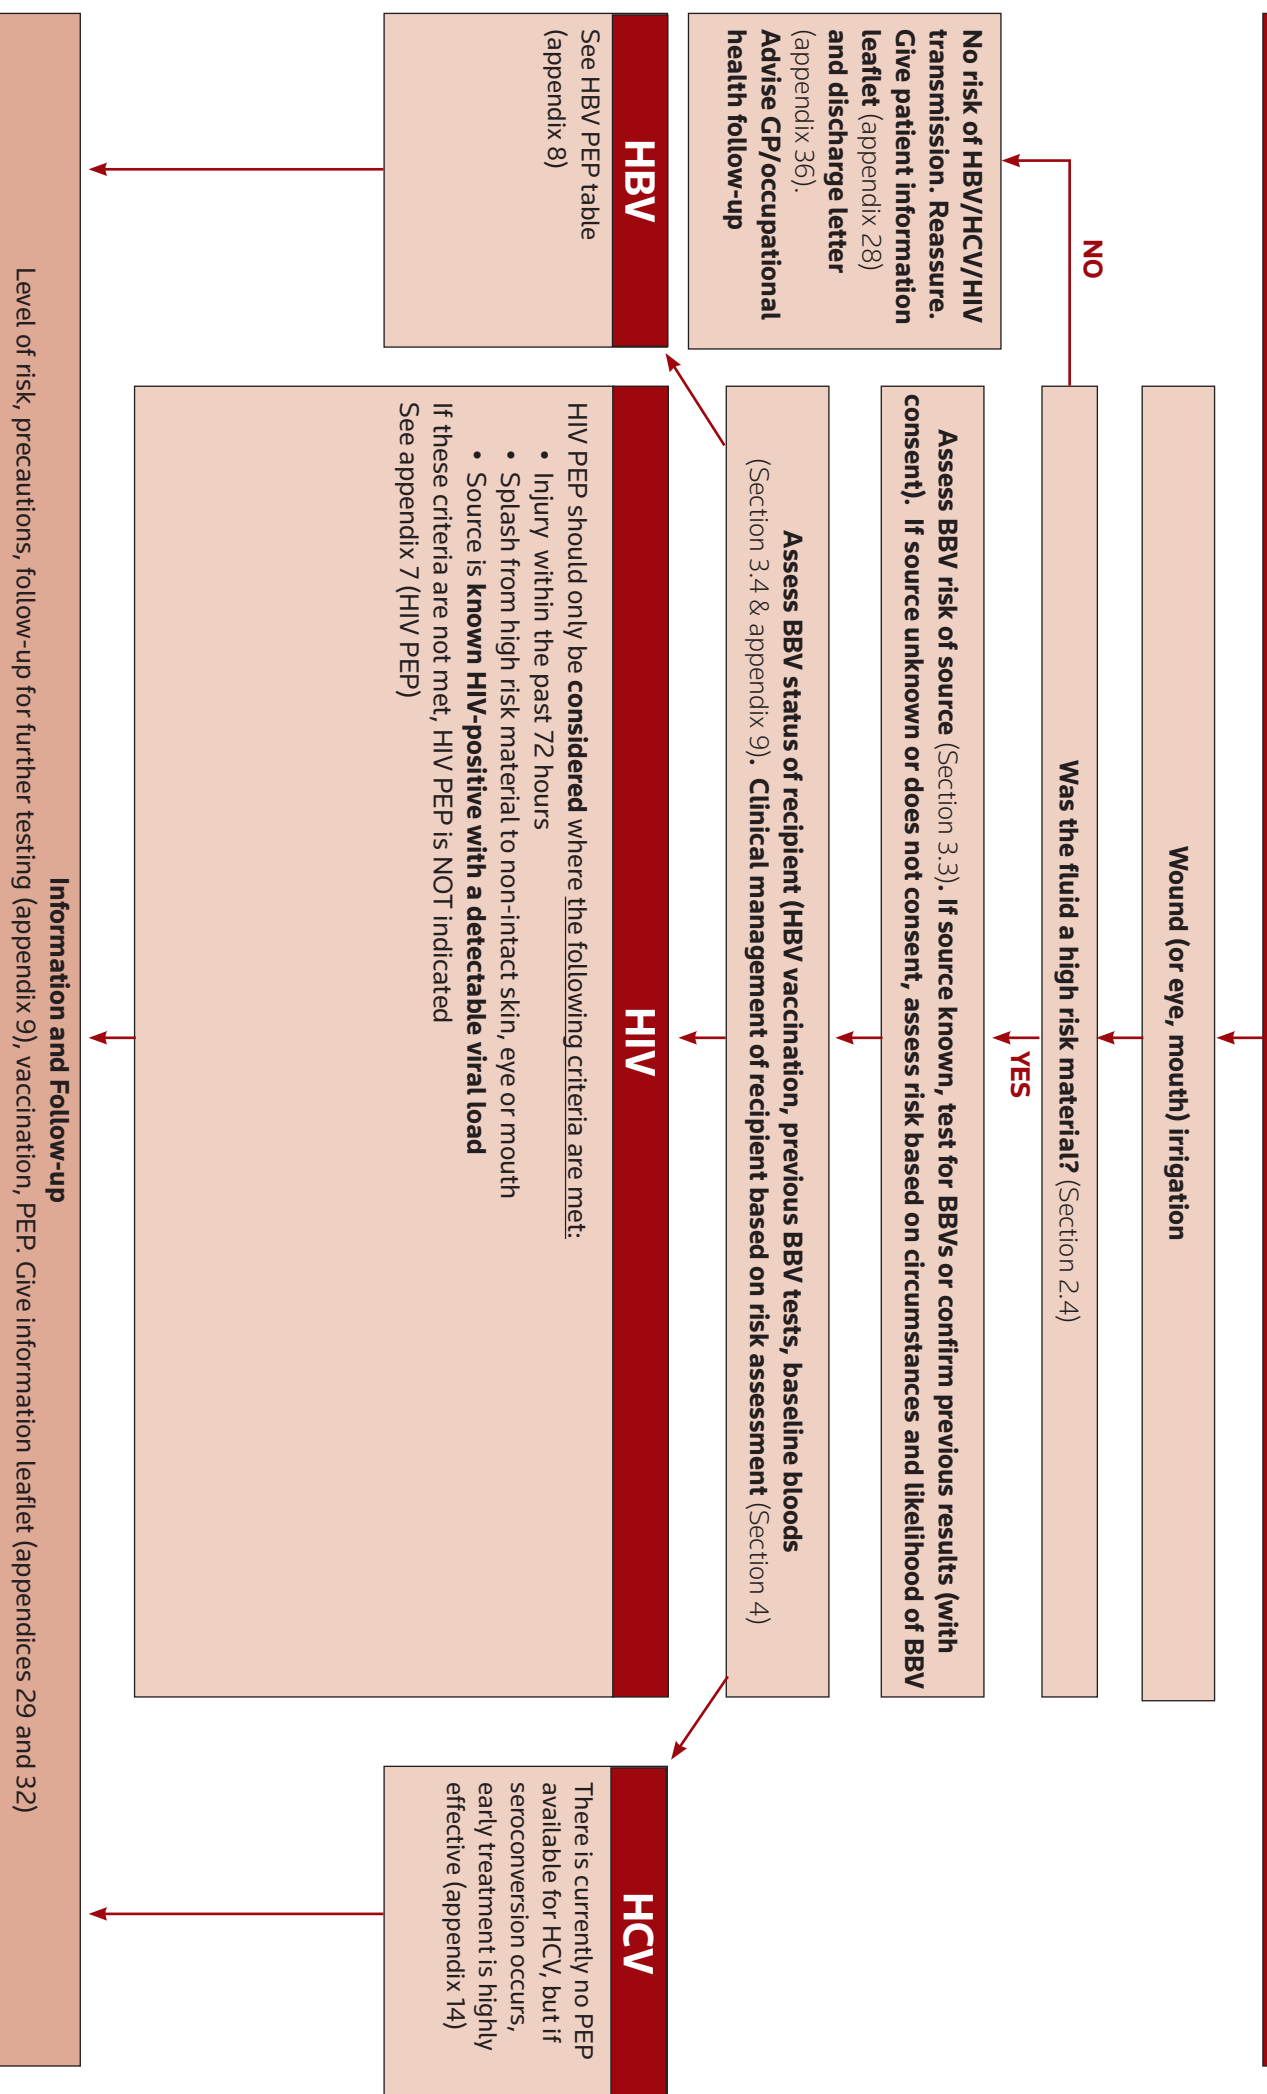 Wound (or eye, mouth) irrigation
Was the fluid a high risk material? (Section 2.4)
NO
YES
No risk of HBV/HCV/HIV
transmission. Reassure.
Give patient information
leaflet (appendix 28)
and discharge letter
(appendix 36).
Advise GP/occupational
health follow-up
Assess BBV risk of source (Section 3.3). If source known, test for BBVs or confirm previous results (with
consent). If source unknown or does not consent, assess risk based on circumstances and likelihood of BBV
Assess BBV status of recipient (HBV vaccination, previous BBV tests, baseline bloods
(Section 3.4 & appendix 9). Clinical management of recipient based on risk assessment (Section 4)
HBV
See HBV PEP table
(appendix 8)
HIV
HIV PEP should only be considered where the following criteria are met:
• Injury within the past 72 hours
• Splash from high risk material to non-intact skin, eye or mouth
• Source is known HIV-positive with a detectable viral load
If these criteria are not met, HIV PEP is NOT indicated
See appendix 7 (HIV PEP)
HCV
There is currently no PEP
available for HCV, but if
seroconversion occurs,
early treatment is highly
effective (appendix 14)
Information and Follow-up
Level of risk, precautions, follow-up for further testing (appendix 9), vaccination, PEP. Give information leaflet (appendices 29 and 32)